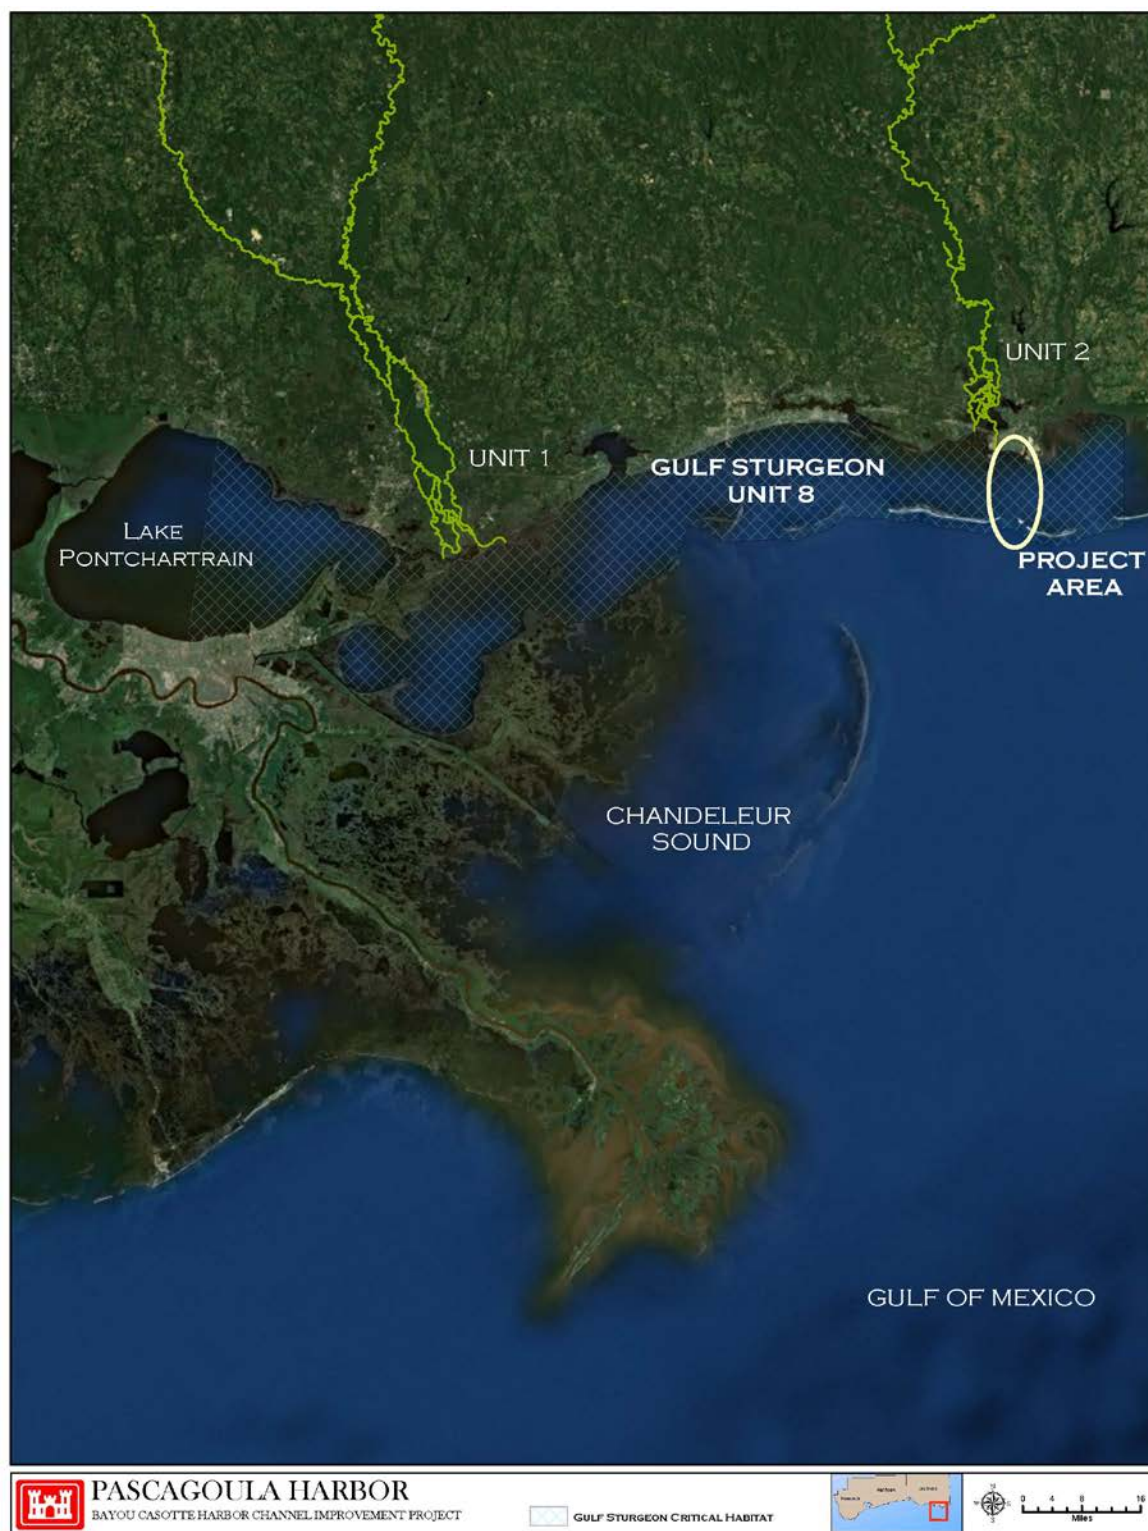 UNIT 2
UNIT 1
GULF STURGEON
UNIT 8
LAKE
PONTCHARTRAIN
PROJECT
AREA
CHANDELEUR
SOUND
GULF OF MEXICO
PASCAGOULA HARBOR
BAYOU CASOTTE HARBOR CHANNEL IMPROVEMENT PROJECT
GULF STURGEON CRITICAL HABITAT
0 4 8 16
Miles